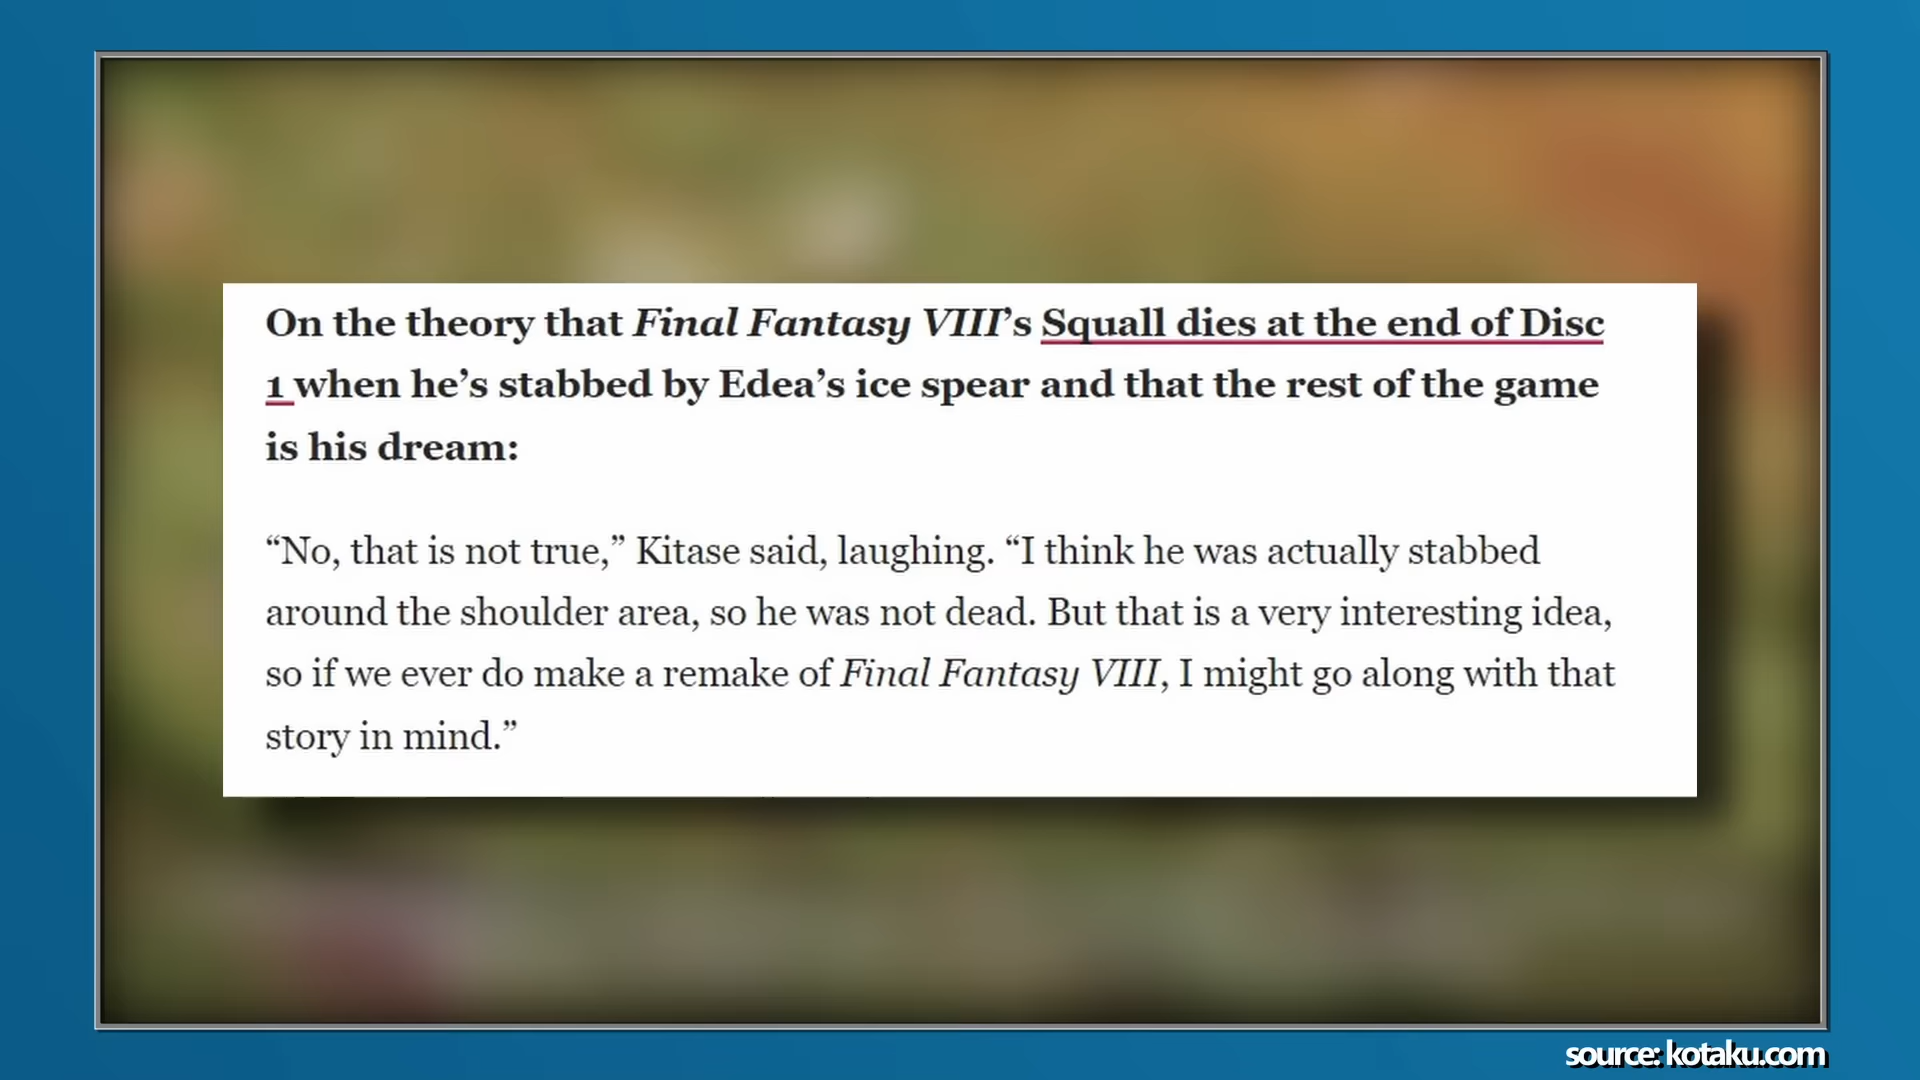 On the theory that Final Fantasy VIII’s Squall dies at the end of Disc
1 when he’s stabbed by Edea’s ice spear and that the rest of the game
is his dream:
“No, that is not true,” Kitase said, laughing. “I think he was actually stabbed
around the shoulder area, so he was not dead. But that is a very interesting idea,
so if we ever do make a remake of Final Fantasy VIII, I might go along with that
story in mind.”
source: kotaku.com